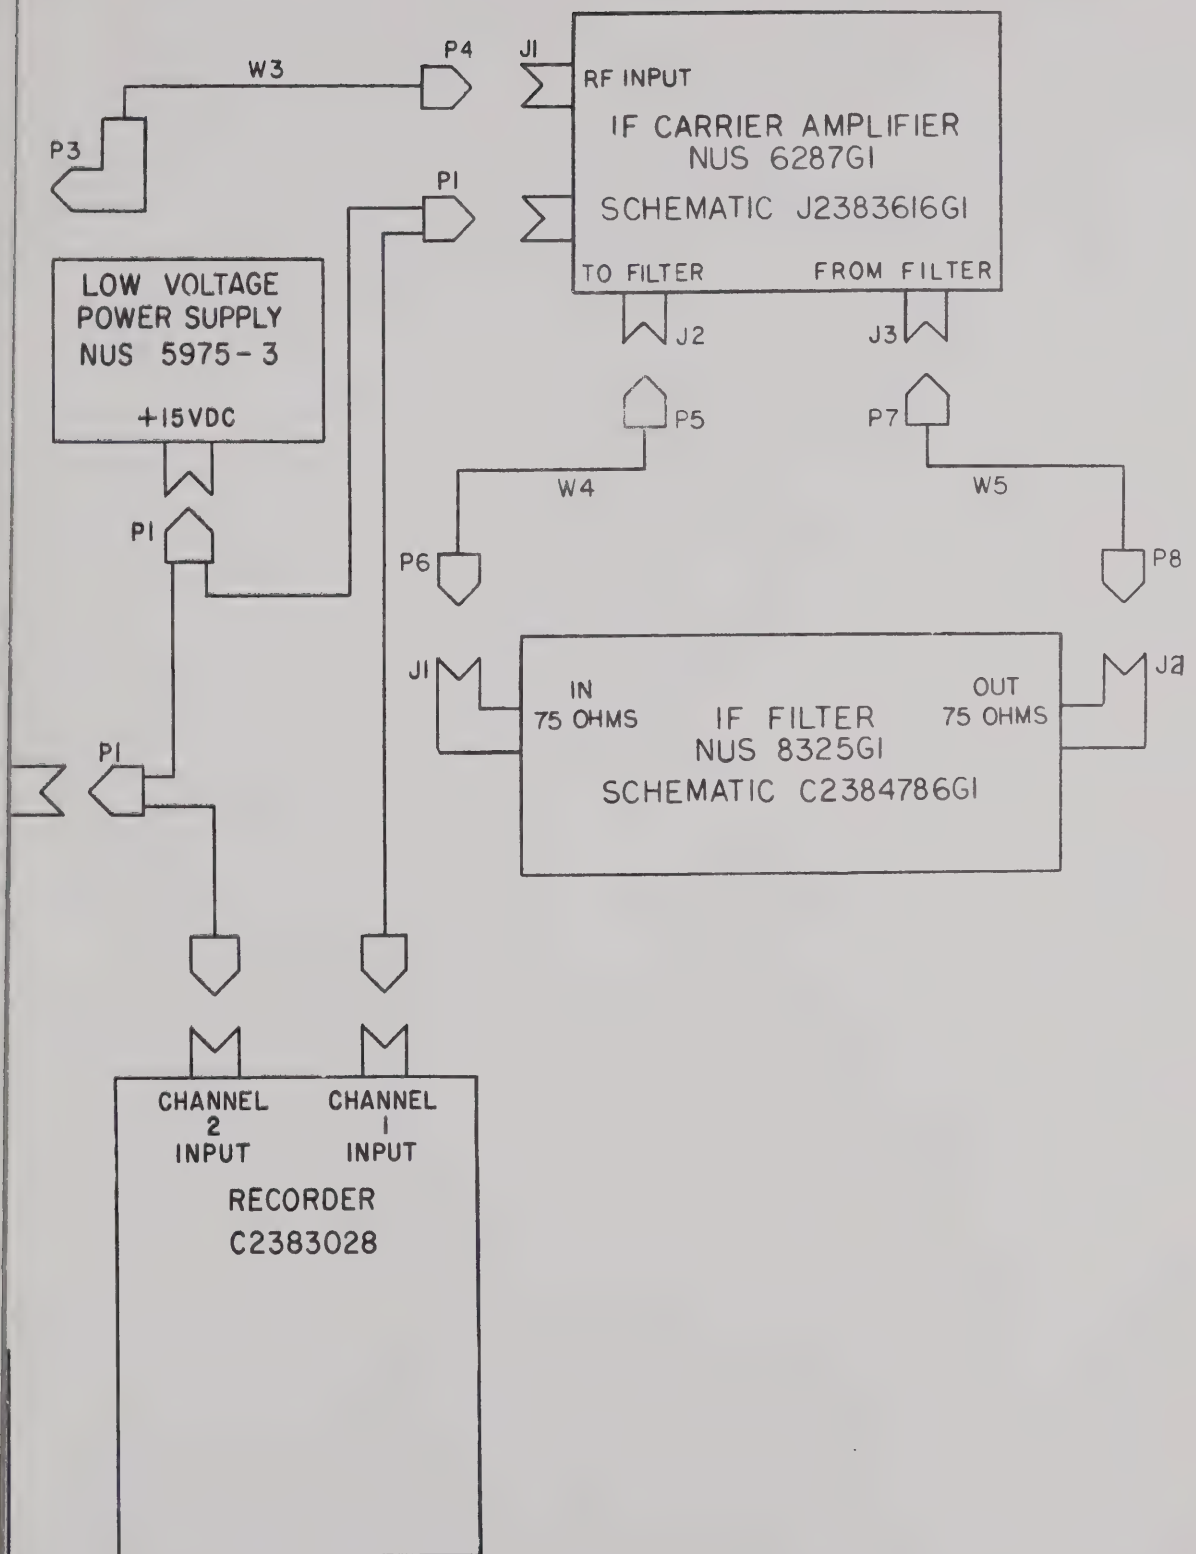 W3
P4
J1
RF INPUT
IF CARRIER AMPLIFIER
NUS 6287G1
SCHEMATIC J2383616G1
TO FILTER
FROM FILTER
P3
P1
LOW VOLTAGE
POWER SUPPLY
NUS 5975-3
+15VDC
J2
J3
P5
P7
W4
W5
P1
P6
P8
J1
IN
75 OHMS
IF FILTER
NUS 8325G1
SCHEMATIC C2384786G1
OUT
75 OHMS
J2
P1
CHANNEL
2
INPUT
CHANNEL
1
INPUT
RECORDER
C2383028